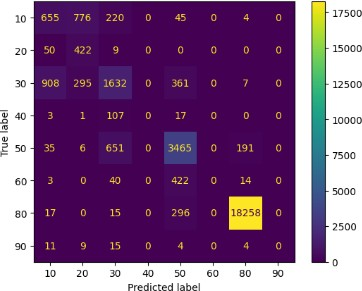 10 655 776 220 0 45 0 4 0
20 50 422 9 0 0 0 0 0
30 908 295 1632 0 361 0 7 0
40 3 1 107 0 17 0 0 0
50 35 6 651 0 3465 0 80 0
60 3 0 40 0 422 0 14 0
80 17 0 15 0 296 0 18258 0
90 11 9 15 0 4 0 4 0
10 20 30 40 50 60 80 90
Predicted label
True label
17500
15000
12500
10000
7500
5000
2500
0